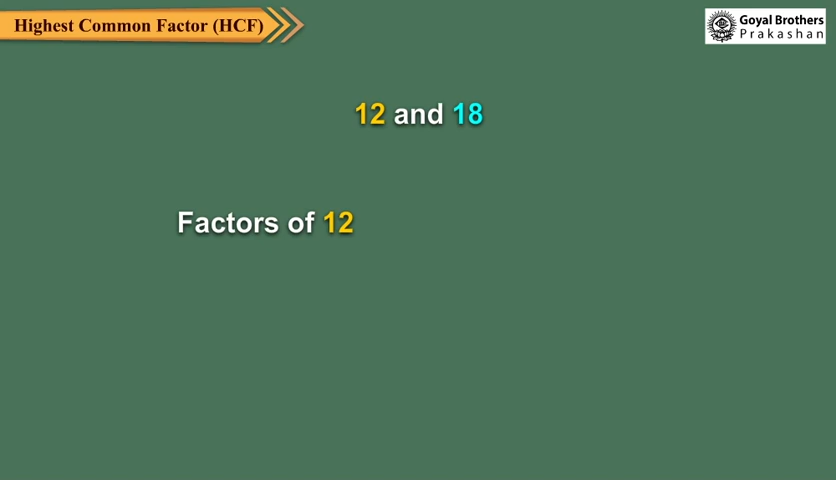 Highest Common Factor (HCF)
Goyal Brothers
Prakashan
12 and 18
Factors of 12